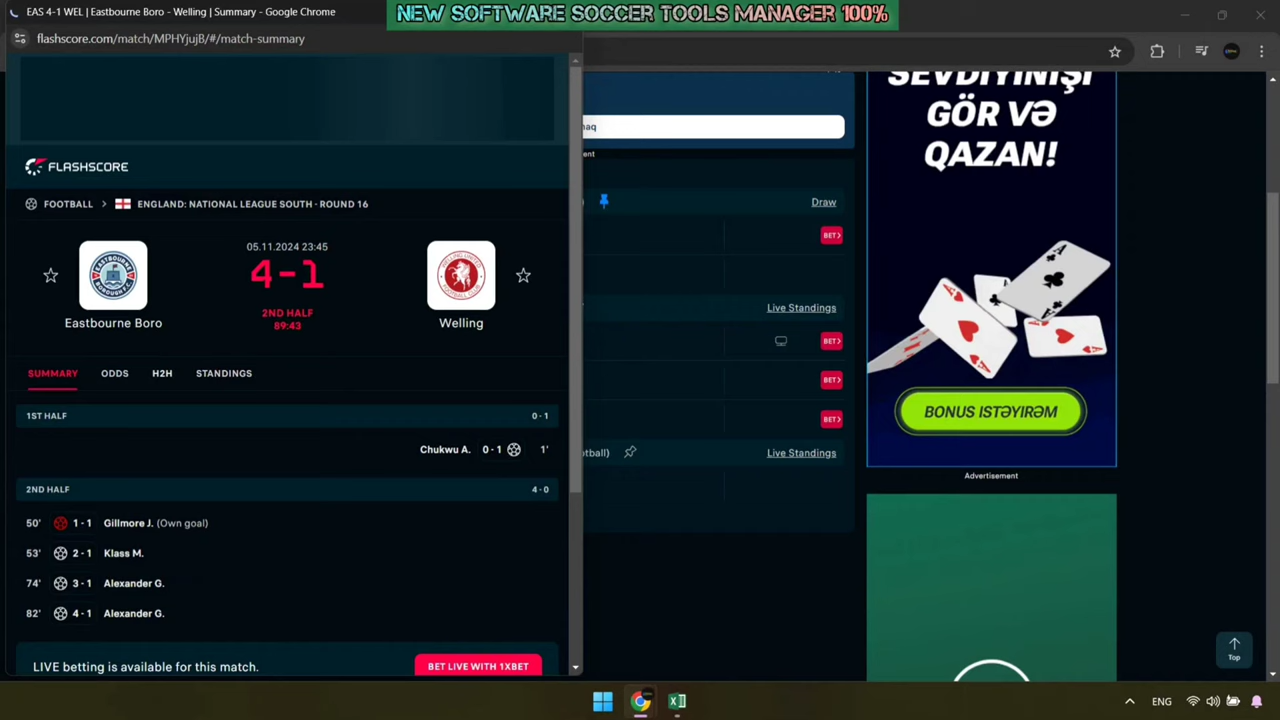 EAS 4-1 WEL | Eastbourne Boro - Welling | Summary - Google Chrome
NEW SOFTWARE SOCCER TOOLS MANAGER 100%
flashscore.com/match/MPHYjujB/#/match-summary
FLASHSCORE
FOOTBALL > ENGLAND: NATIONAL LEAGUE SOUTH - ROUND 16
05.11.2024 23:45
4-1
2ND HALF
89:43
Eastbourne Boro
Welling
SUMMARY ODDS H2H STANDINGS
1ST HALF 0 - 1
Chukwu A. 0 - 1 1'
2ND HALF 4 - 0
50' 1 - 1 Gillmore J. (Own goal)
53' 2 - 1 Klass M.
74' 3 - 1 Alexander G.
82' 4 - 1 Alexander G.
LIVE betting is available for this match. BET LIVE WITH 1XBET
Draw
BET >
Live Standings
BET >
BET >
BET >
Live Standings
SEVDİYİNİŞİ
GÖR VƏ
QAZAN!
A
A
BONUS İSTƏYİRƏM
Advertisement
Top
ENG